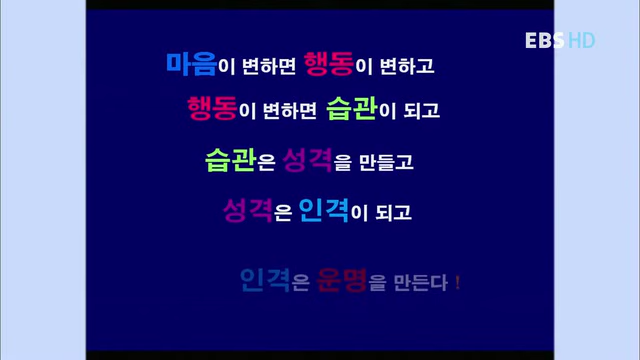 EBS HD
마음이 변하면 행동이 변하고
행동이 변하면 습관이 되고
습관은 성격을 만들고
성격은 인격이 되고
인격은 운명을 만든다 !